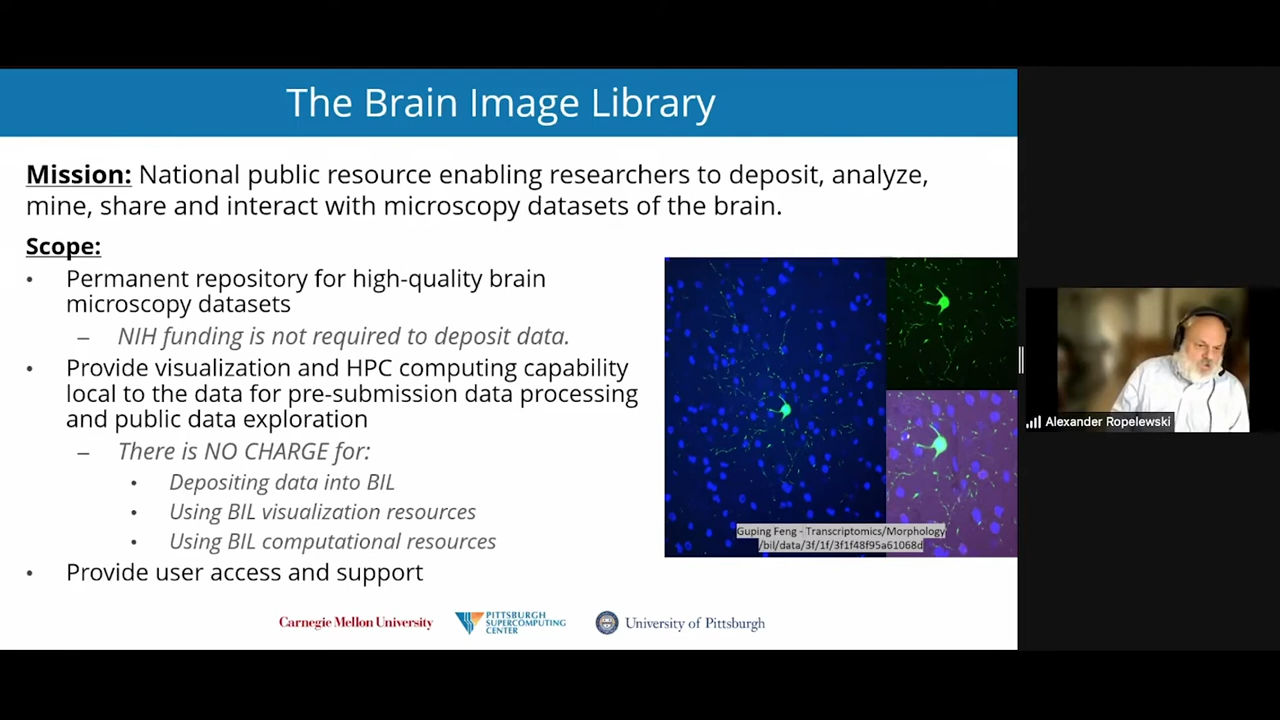 The Brain Image Library
Mission: National public resource enabling researchers to deposit, analyze,
mine, share and interact with microscopy datasets of the brain.
Scope:
• Permanent repository for high-quality brain
microscopy datasets
– NIH funding is not required to deposit data.
• Provide visualization and HPC computing capability
local to the data for pre-submission data processing
and public data exploration
– There is NO CHARGE for:
• Depositing data into BIL
• Using BIL visualization resources
• Using BIL computational resources
• Provide user access and support
Guping Feng - Transcriptomics/Morphology
/bil/data/3f/1f/3f1f48f95a61068d
Alexander Ropelewski
Carnegie Mellon University
PITTSBURGH
SUPERCOMPUTING
CENTER
University of Pittsburgh